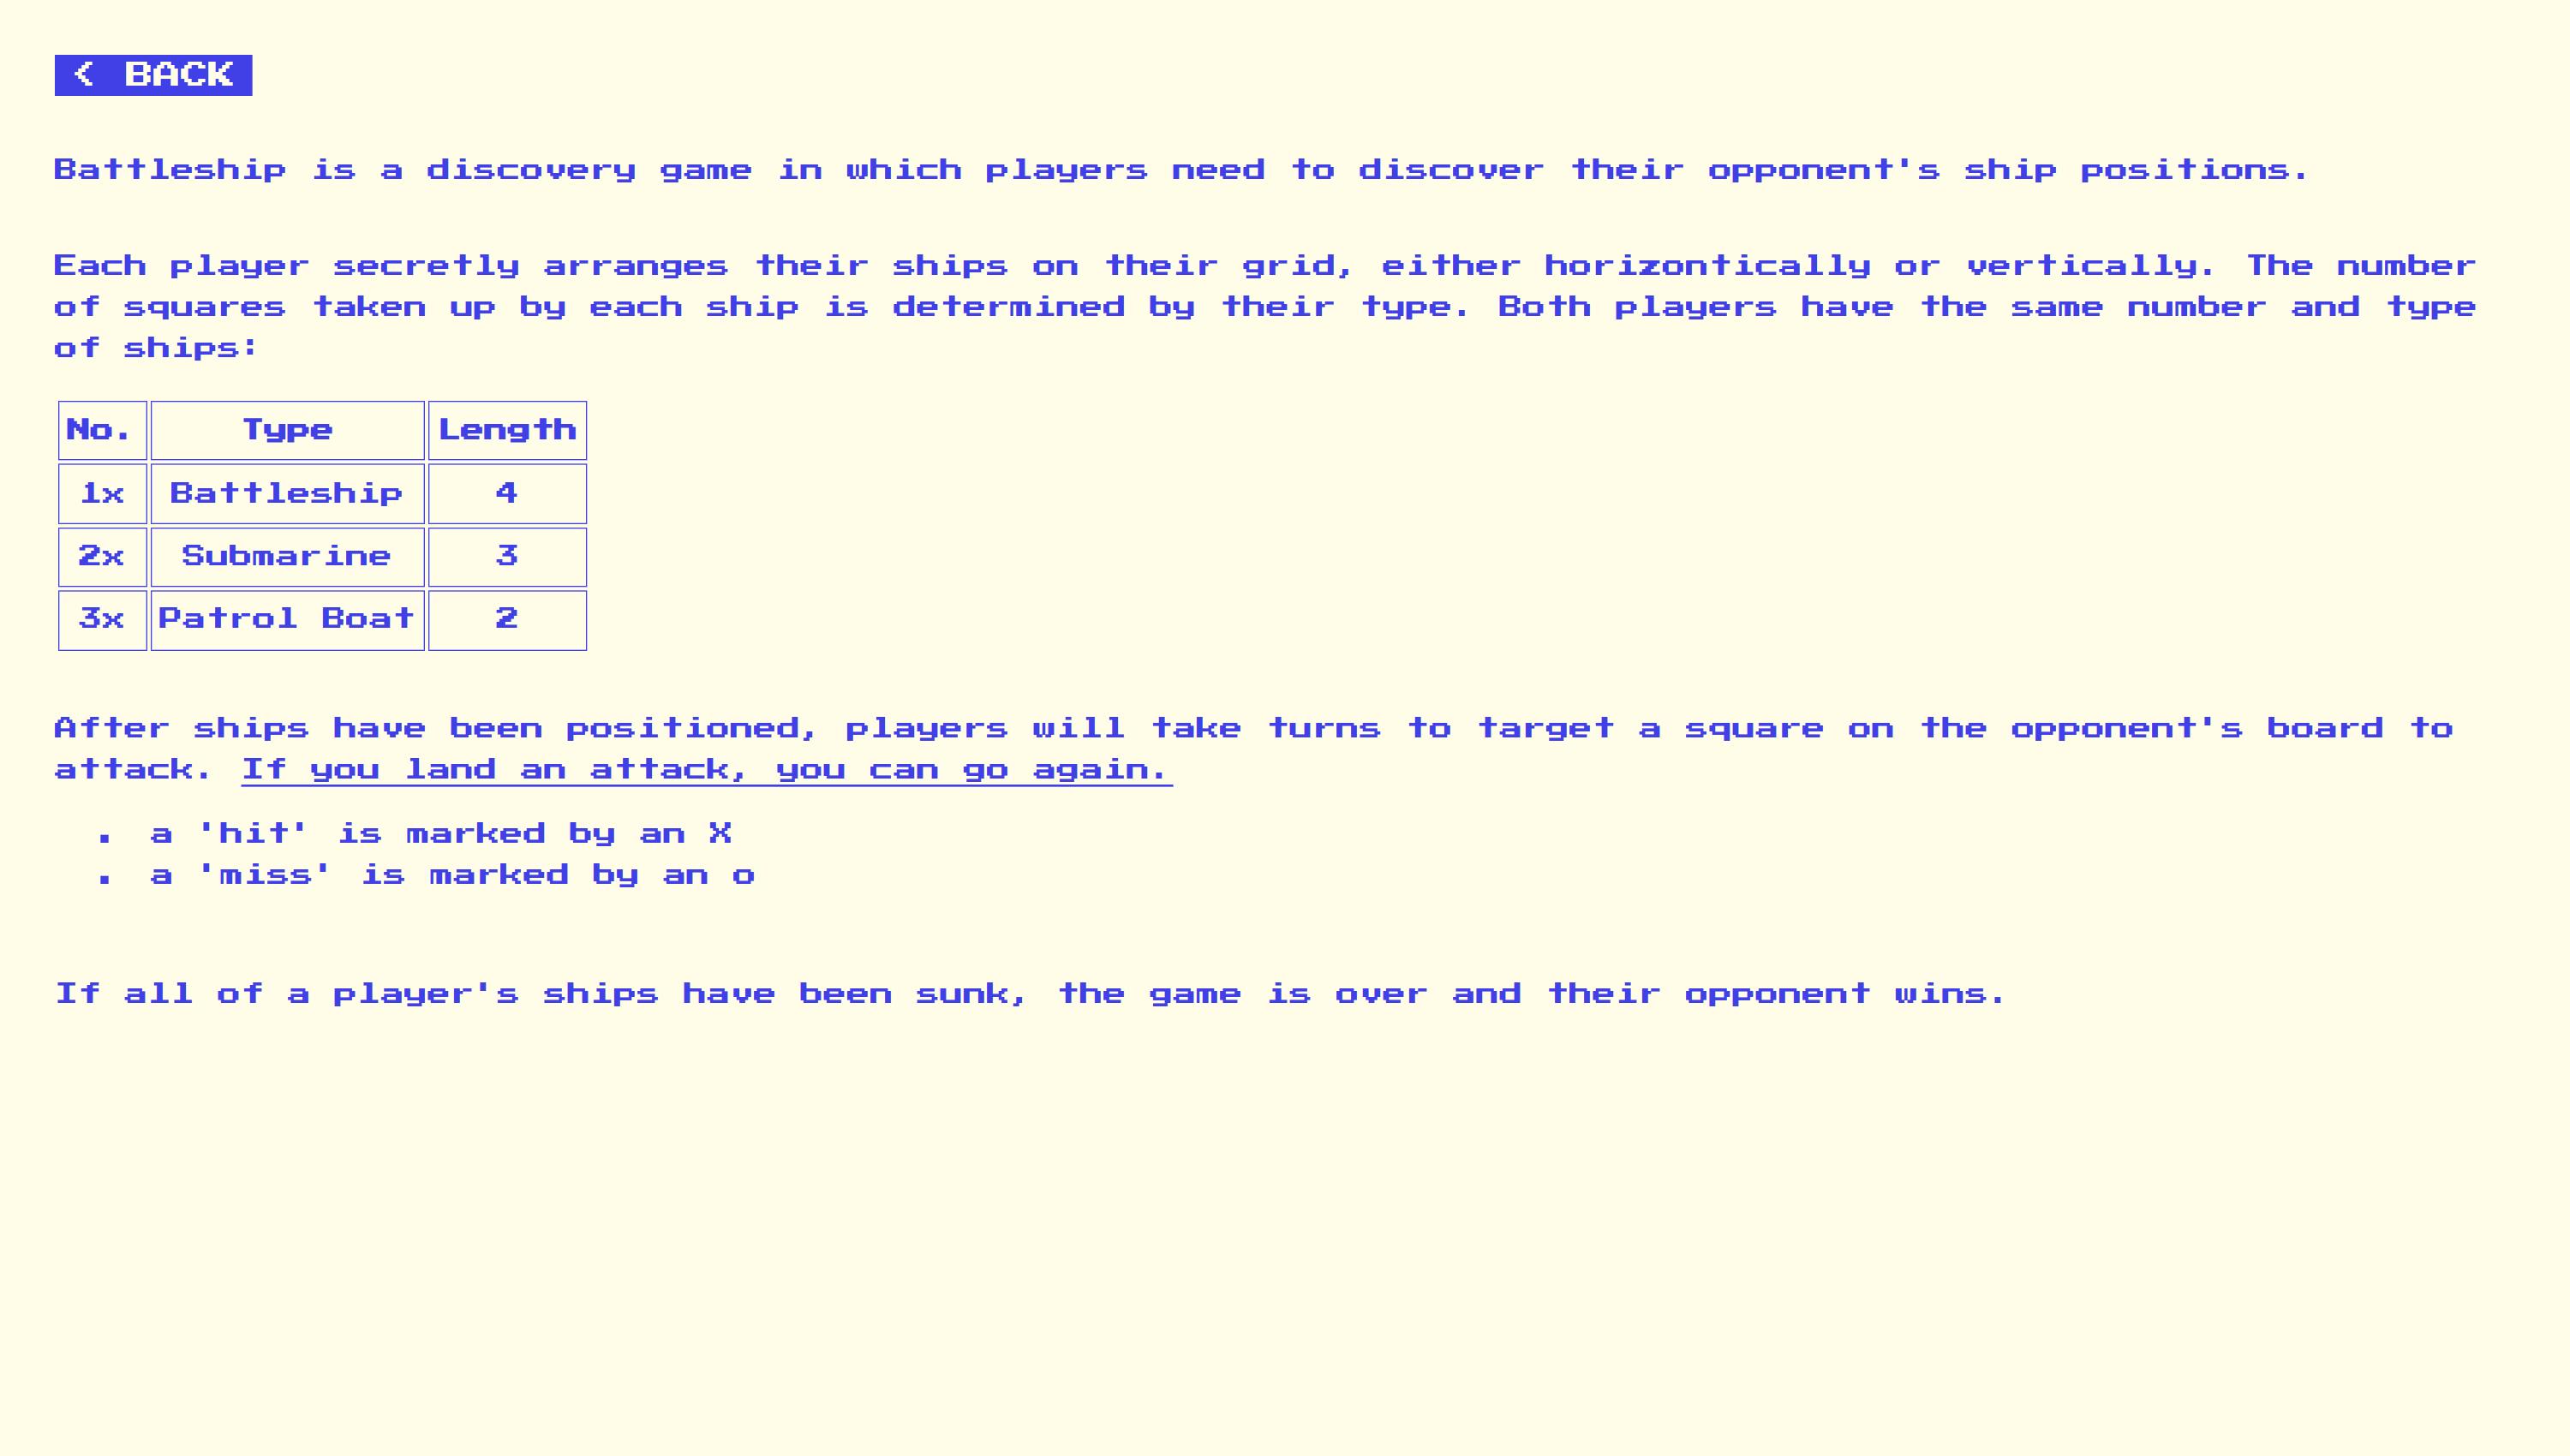 < BACK
Battleship is a discovery game in which players need to discover their opponent's ship positions.
Each player secretly arranges their ships on their grid, either horizontically or vertically. The number
of squares taken up by each ship is determined by their type. Both players have the same number and type
of ships:
No. Type Length
1x Battleship 4
2x Submarine 3
3x Patrol Boat 2
After ships have been positioned, players will take turns to target a square on the opponent's board to
attack. If you land an attack, you can go again.
. a 'hit' is marked by an X
. a 'miss' is marked by an o
If all of a player's ships have been sunk, the game is over and their opponent wins.